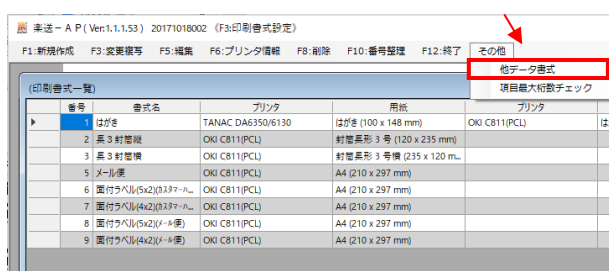 楽送－ＡＰ( Ver:1.1.1.53 ) 20171018002 《F3:印刷書式設定》
F1:新規作成 F3:変更複写 F5:編集 F6:プリンタ情報 F8:削除 F10:番号整理 F12:終了 その他
他データ書式
項目最大桁数チェック
(印刷書式一覧)
番号 書式名 プリンタ 用紙 プリンタ
1 はがき TANAC DA6350/6130 はがき (100 x 148 mm) OKI C811(PCL) は
2 長３封筒縦 OKI C811(PCL) 封筒長形 3 号 (120 x 235 mm)
3 長３封筒横 OKI C811(PCL) 封筒長形 3 号横 (235 x 120 m...
5 メール便 OKI C811(PCL) A4 (210 x 297 mm)
6 面付ラベル(5x2)(ｶｽﾀﾏｰﾊ... OKI C811(PCL) A4 (210 x 297 mm)
7 面付ラベル(4x2)(ｶｽﾀﾏｰﾊ... OKI C811(PCL) A4 (210 x 297 mm)
8 面付ラベル(5x2)(ﾒｰﾙ便) OKI C811(PCL) A4 (210 x 297 mm)
9 面付ラベル(4x2)(ﾒｰﾙ便) OKI C811(PCL) A4 (210 x 297 mm)